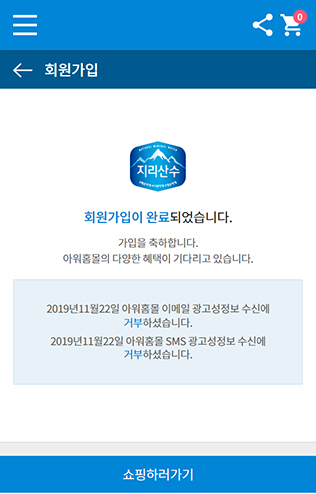 0
회원가입
지리산수
회원가입이 완료되었습니다.
가입을 축하합니다.
아워홈몰의 다양한 혜택이 기다리고 있습니다.
2019년11월22일 아워홈몰 이메일 광고성정보 수신에
거부하셨습니다.
2019년11월22일 아워홈몰 SMS 광고성정보 수신에
거부하셨습니다.
쇼핑하러가기